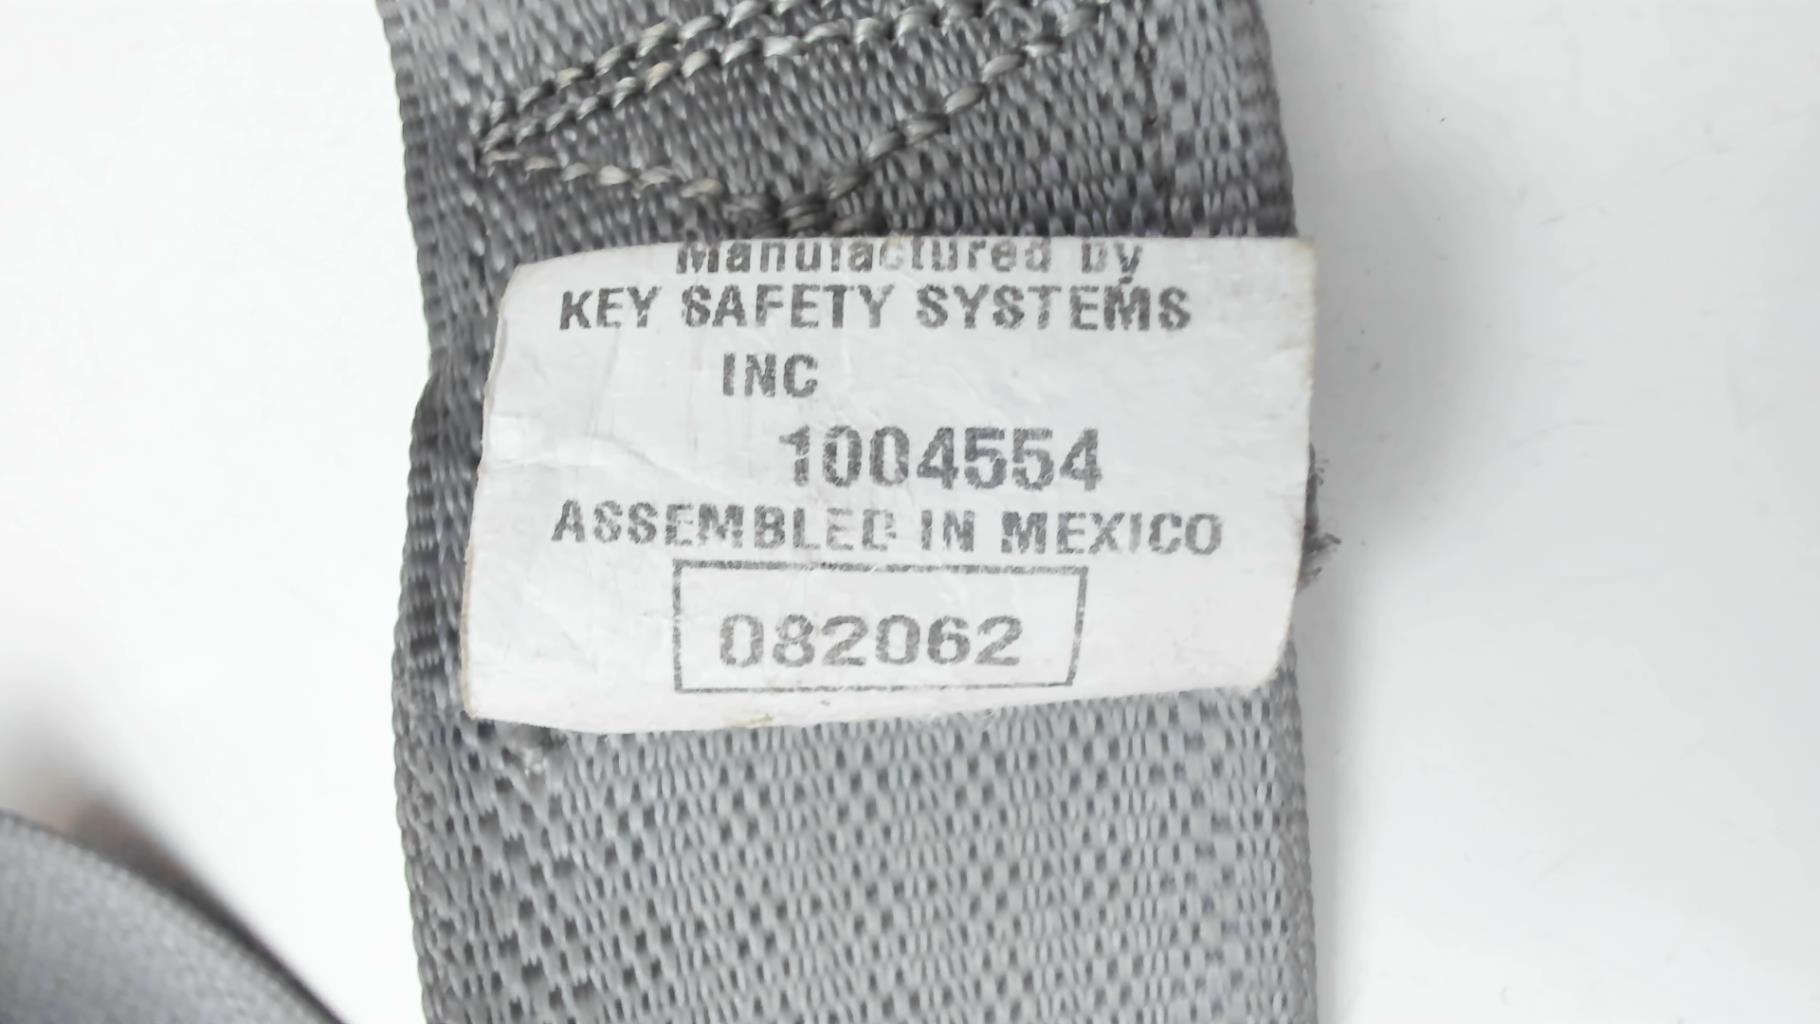 Manufactured by
KEY SAFETY SYSTEMS
INC
1004554
ASSEMBLED IN MEXICO
082062